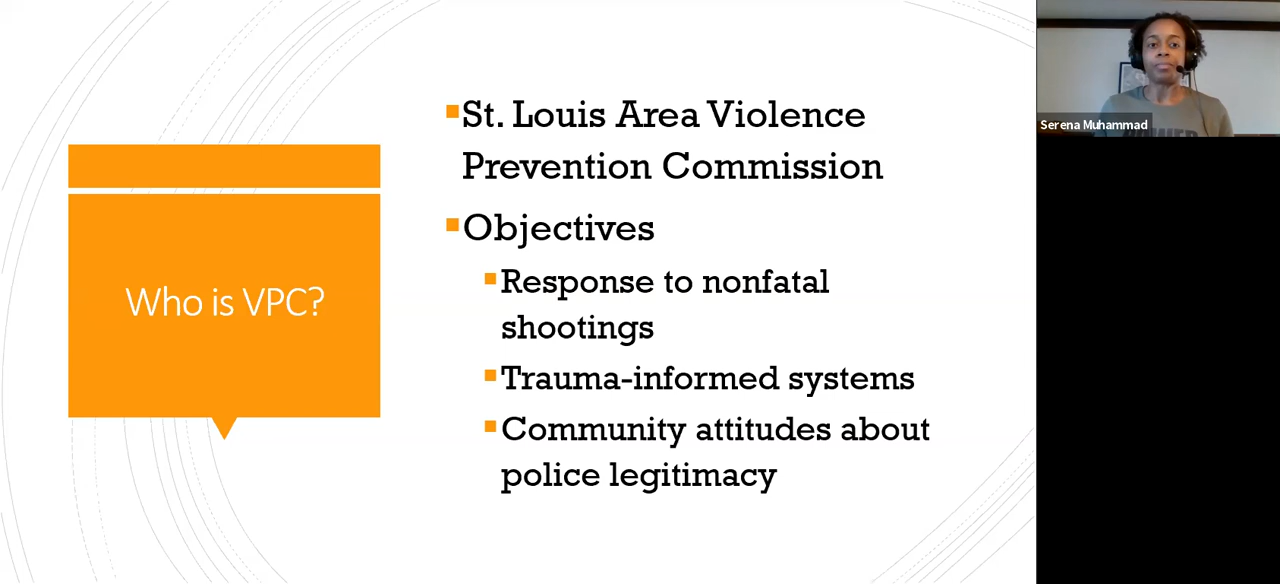 Who is VPC?
St. Louis Area Violence
Prevention Commission
Objectives
Response to nonfatal
shootings
Trauma-informed systems
Community attitudes about
police legitimacy
Serena Muhammad